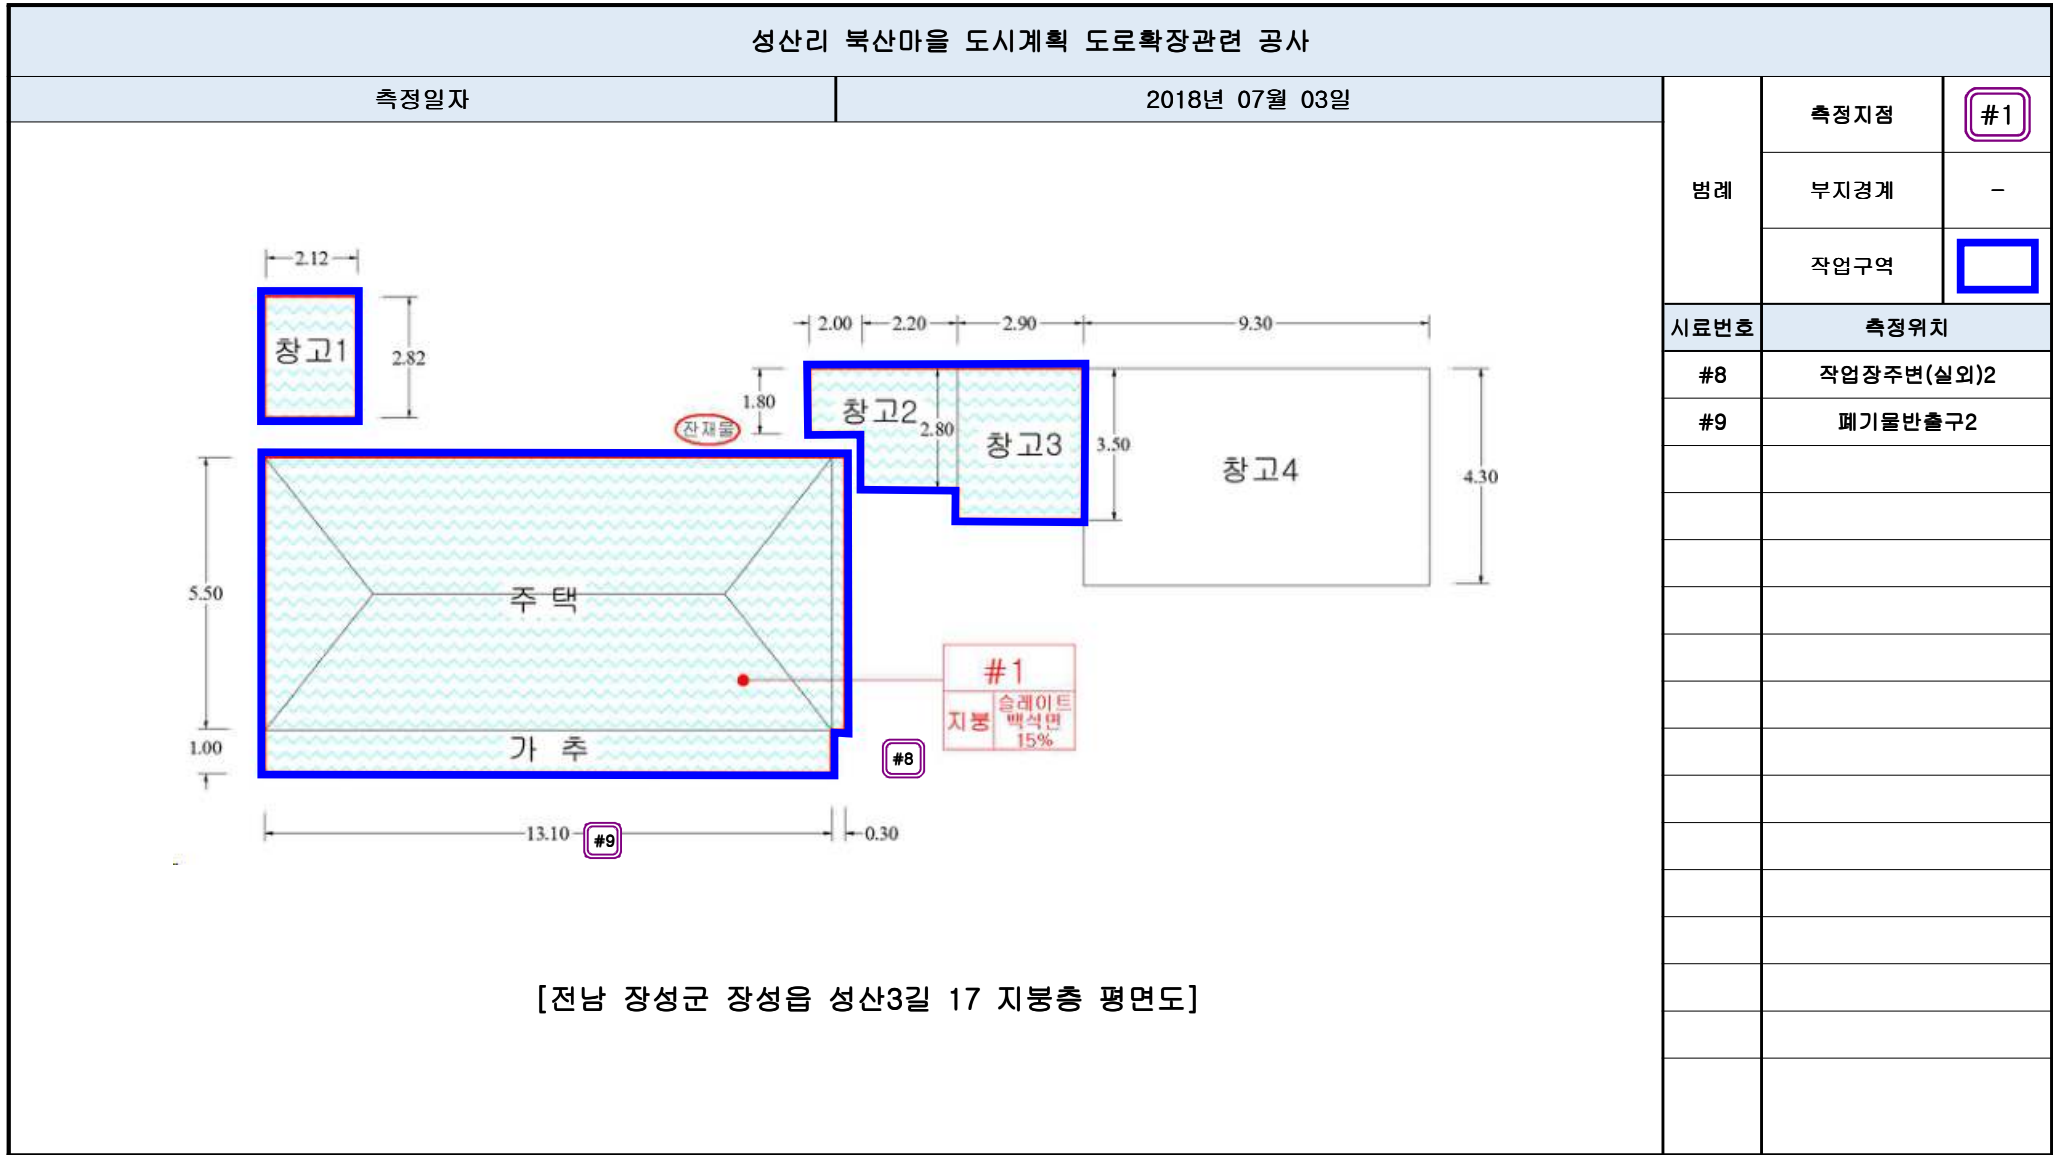 성산리 북산마을 도시계획 도로확장관련 공사
측정일자
2018년 07월 03일
범례
측정지점
#1
부지경계
-
작업구역
시료번호
측정위치
#8
작업장주변(실외)2
#9
폐기물반출구2
2.12
창고1
2.82
2.00
2.20
2.90
9.30
1.80
창고2
2.80
창고3
3.50
창고4
4.30
잔재물
5.50
주 택
#1
지붕
슬레이트
백석면
15%
1.00
가 추
#8
13.10
#9
0.30
[전남 장성군 장성읍 성산3길 17 지붕층 평면도]